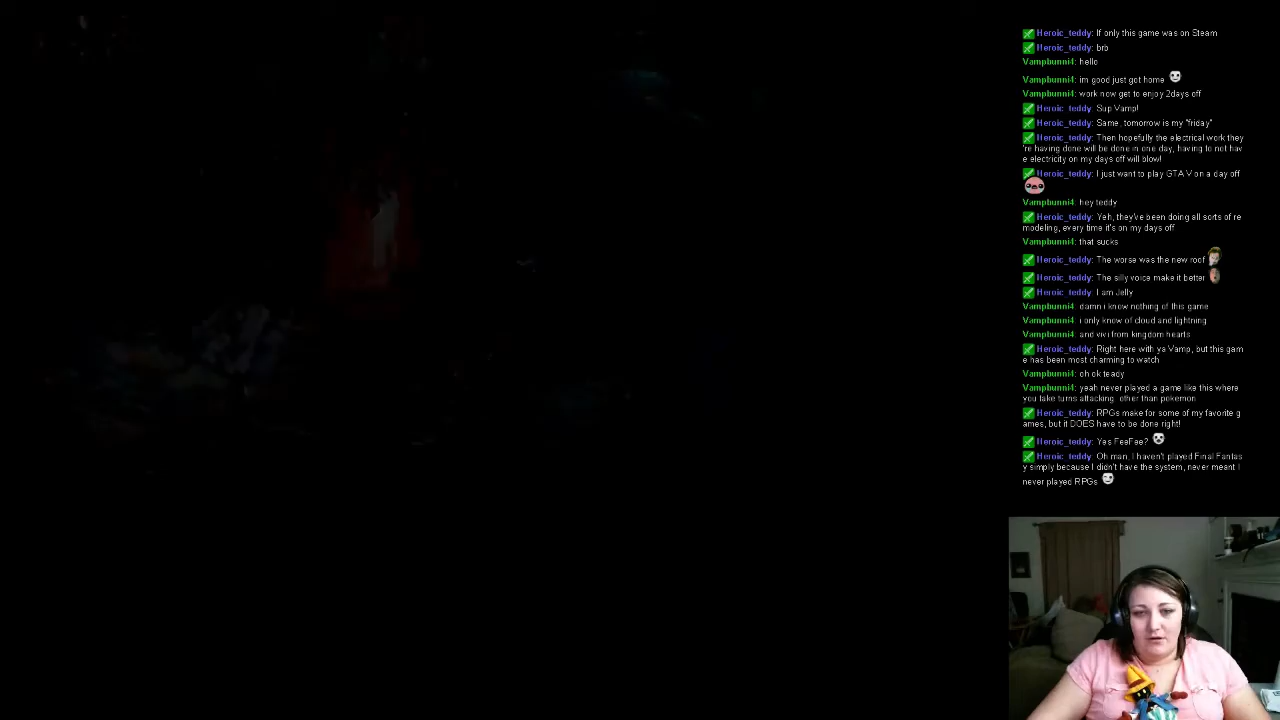 Heroic_teddy: If only this game was on Steam
Heroic_teddy: brb
Vampbunni4: hello
Vampbunni4: im good just got home
Vampbunni4: work now get to enjoy 2days off
Heroic_teddy: Sup Vamp!
Heroic_teddy: Same, tomorrow is my "friday"
Heroic_teddy: Then hopefully the electrical work they
're having done will be done in one day, having to not hav
e electricity on my days off will blow!
Heroic_teddy: I just want to play GTA V on a day off
Vampbunni4: hey teddy
Heroic_teddy: Yeh, they've been doing all sorts of re
modeling, every time it's on my days off
Vampbunni4: that sucks
Heroic_teddy: The worse was the new roof
Heroic_teddy: The silly voice make it better
Heroic_teddy: I am Jelly
Vampbunni4: damn i know nothing of this game
Vampbunni4: i only know of cloud and lightning
Vampbunni4: and vivi from kingdom hearts
Heroic_teddy: Right here with ya Vamp, but this gam
e has been most charming to watch
Vampbunni4: oh ok teady
Vampbunni4: yeah never played a game like this where
you take turns attacking other than pokemon
Heroic_teddy: RPGs make for some of my favorite g
ames, but it DOES have to be done right!
Heroic_teddy: Yes FeeFee?
Heroic_teddy: Oh man, I haven't played Final Fantas
y simply because I didn't have the system, never meant I
never played RPGs